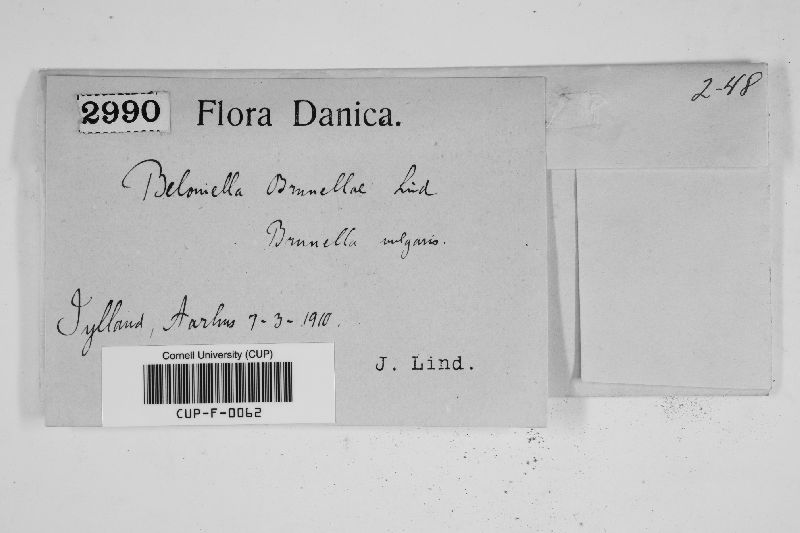 2-48
2990 Flora Danica.
Beloniella Brunellae Lind
Brunella vulgaris.
Jylland, Aarhus 7-3-1910.
J. Lind.
Cornell University (CUP)
CUP-F-0062